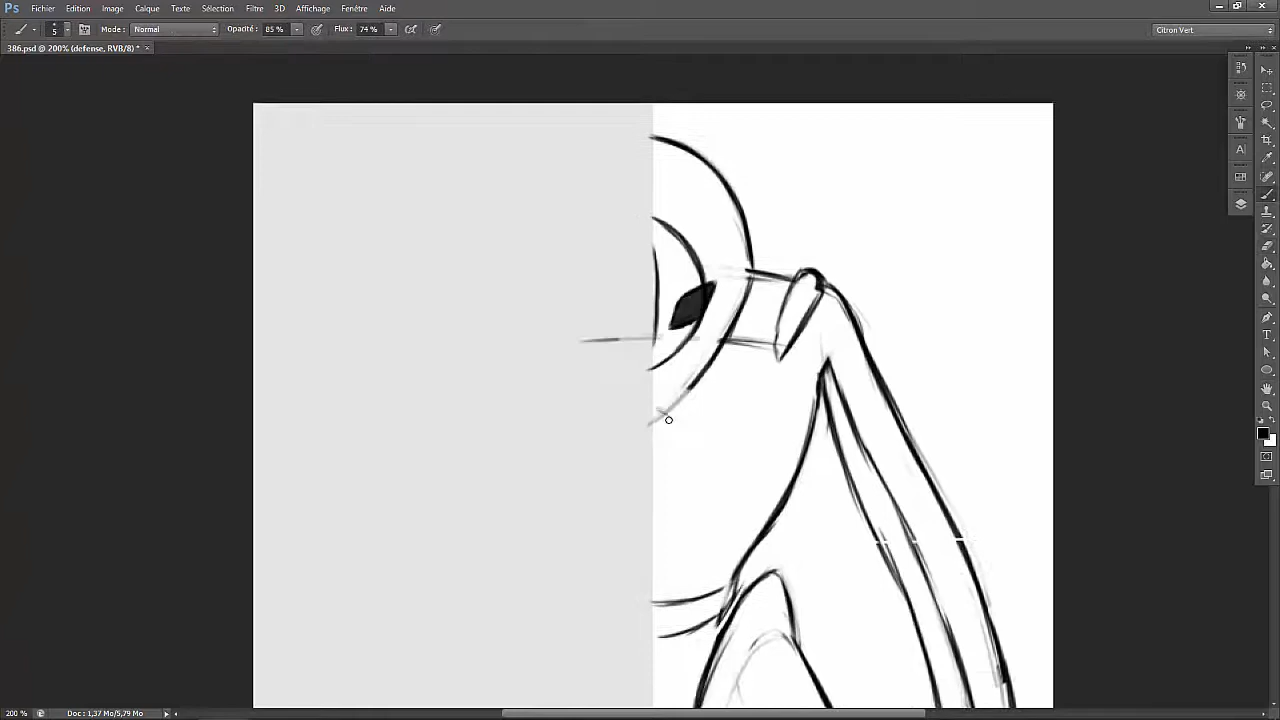 Ps Fichier Edition Image Calque Texte Sélection Filtre 3D Affichage Fenêtre Aide
5 Mode : Normal Opacité : 85 % Flux : 74 % Citron Vert
386.psd @ 200% (defense, RVB/8) * ×
A
T
200 % Doc : 1,37 Mo/5,79 Mo